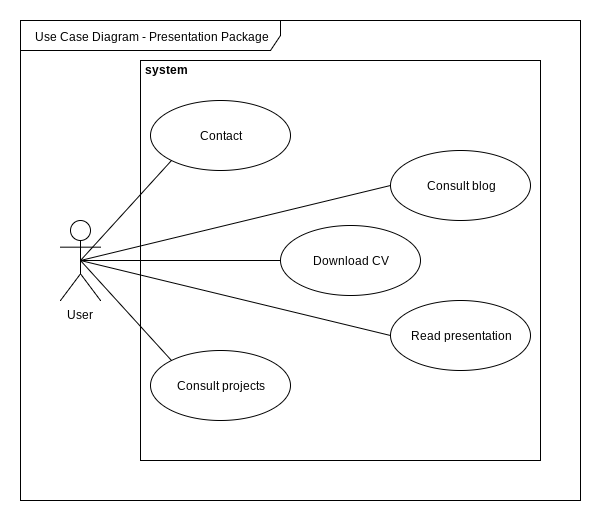 Use Case Diagram - Presentation Package
system
Contact
Consult blog
Download CV
User
Read presentation
Consult projects